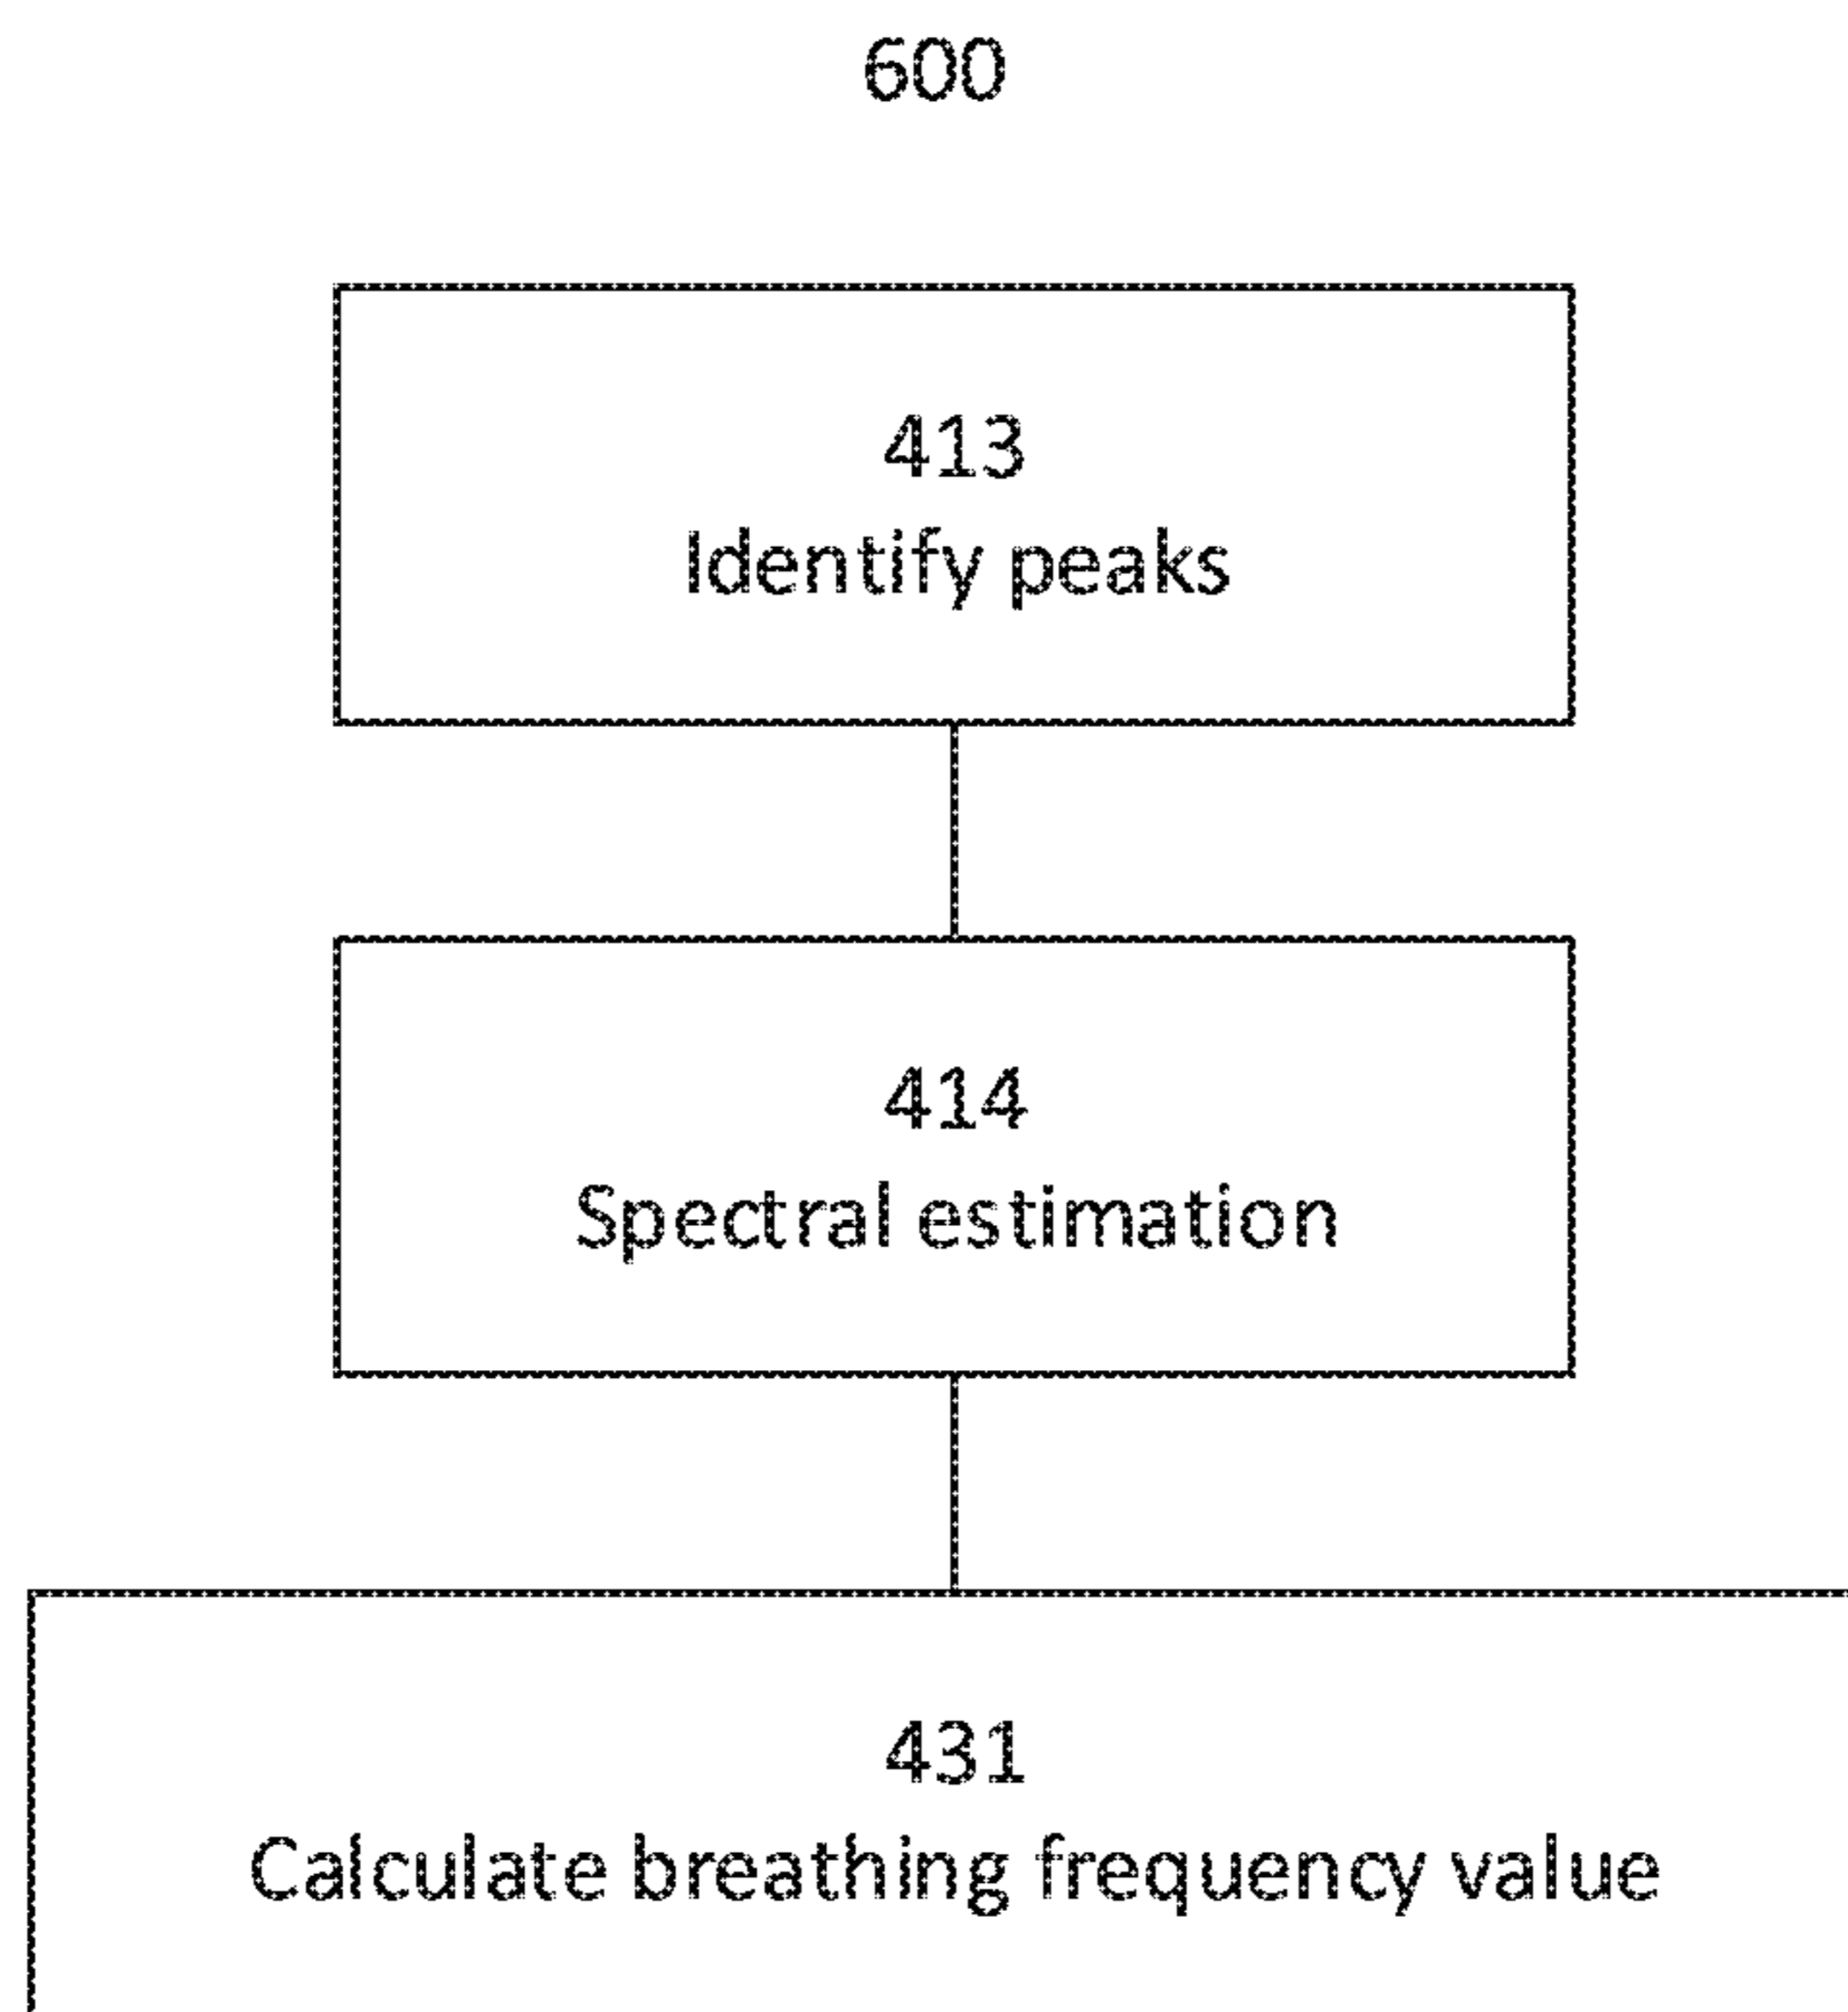 600
413
Identify peaks
414
Spectral estimation
431
Calculate breathing frequency value